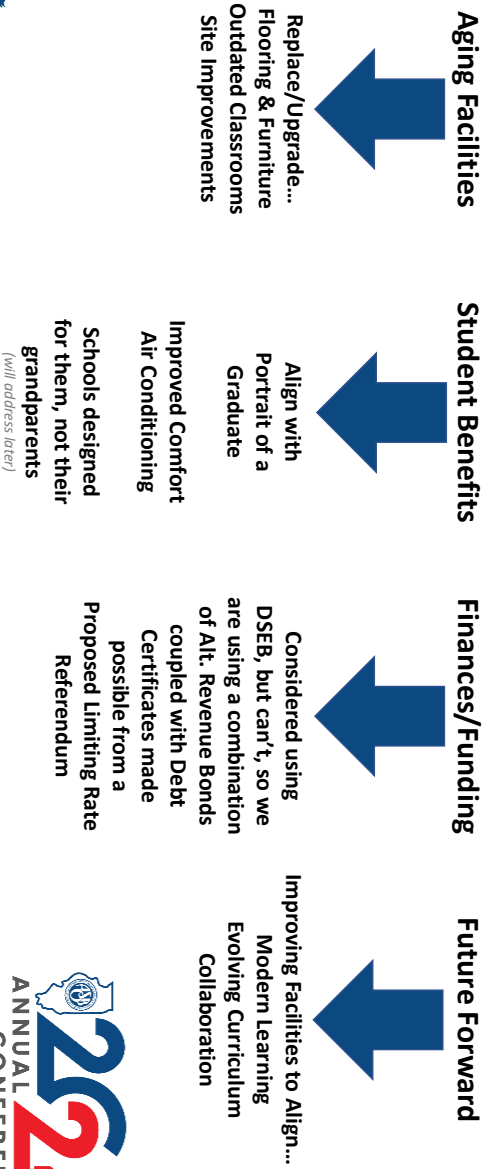 Aging Facilities
Replace/Upgrade…
Flooring & Furniture
Outdated Classrooms
Site Improvements
Student Benefits
Align with
Portrait of a
Graduate
Improved Comfort
Air Conditioning
Schools designed
for them, not their
grandparents
(will address later)
Finances/Funding
Considered using
DSEB, but can't, so we
are using a combination
of Alt. Revenue Bonds
coupled with Debt
Certificates made
possible from a
Proposed Limiting Rate
Referendum
Future Forward
Improving Facilities to Align…
Modern Learning
Evolving Curriculum
Collaboration
ANNUAL